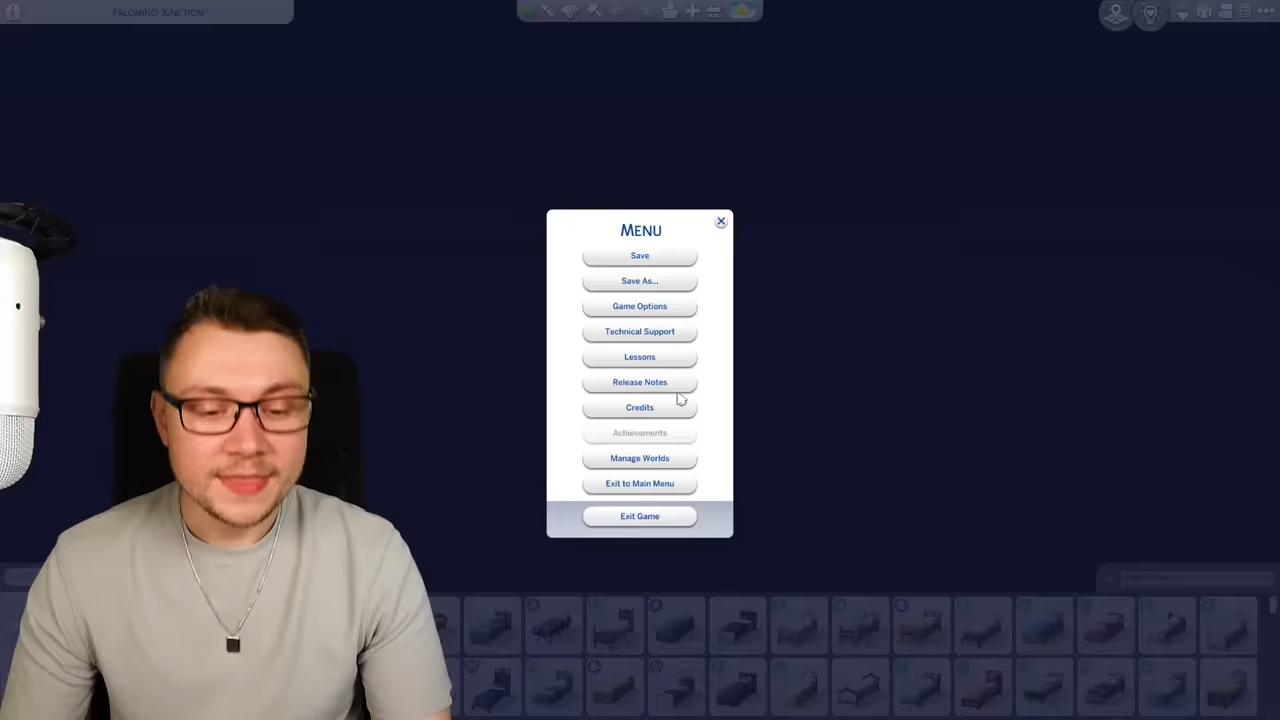 PALOMINO JUNCTION
MENU
Save
Save As...
Game Options
Technical Support
Lessons
Release Notes
Credits
Achievements
Manage Worlds
Exit to Main Menu
Exit Game